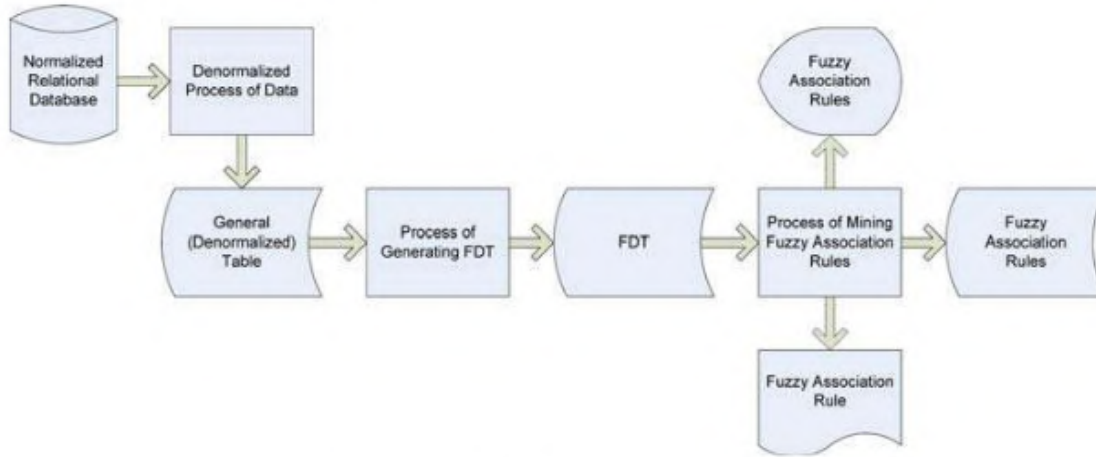 Normalized
Relational
Database
Denormalized
Process of Data
Fuzzy
Association
Rules
General
(Denormalized)
Table
Process of
Generating FDT
FDT
Process of Mining
Fuzzy Association
Rules
Fuzzy
Association
Rules
Fuzzy Association
Rule